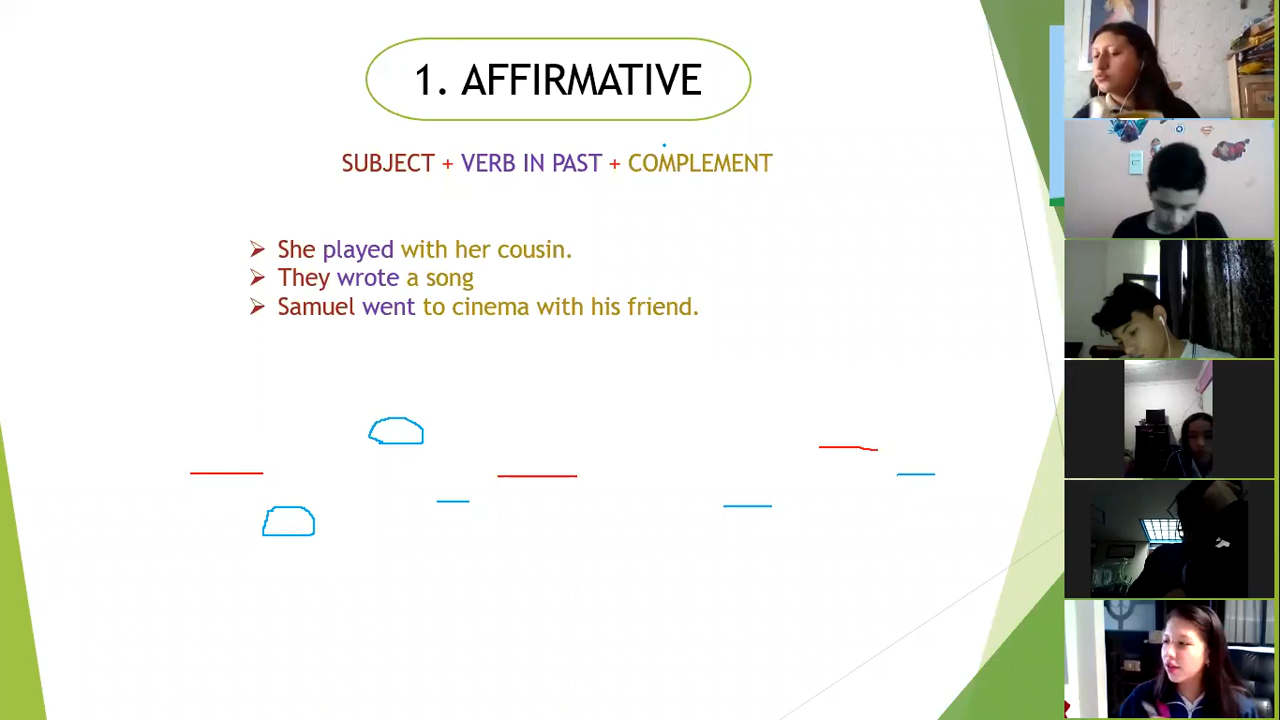 1. AFFIRMATIVE
SUBJECT + VERB IN PAST + COMPLEMENT
She played with her cousin.
They wrote a song
Samuel went to cinema with his friend.